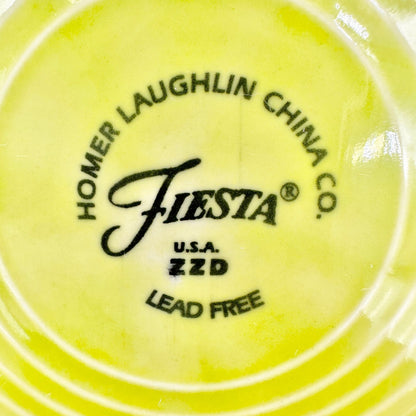 HOMER LAUGHLIN CHINA CO.
FIESTA®
U.S.A.
ZZD
LEAD FREE